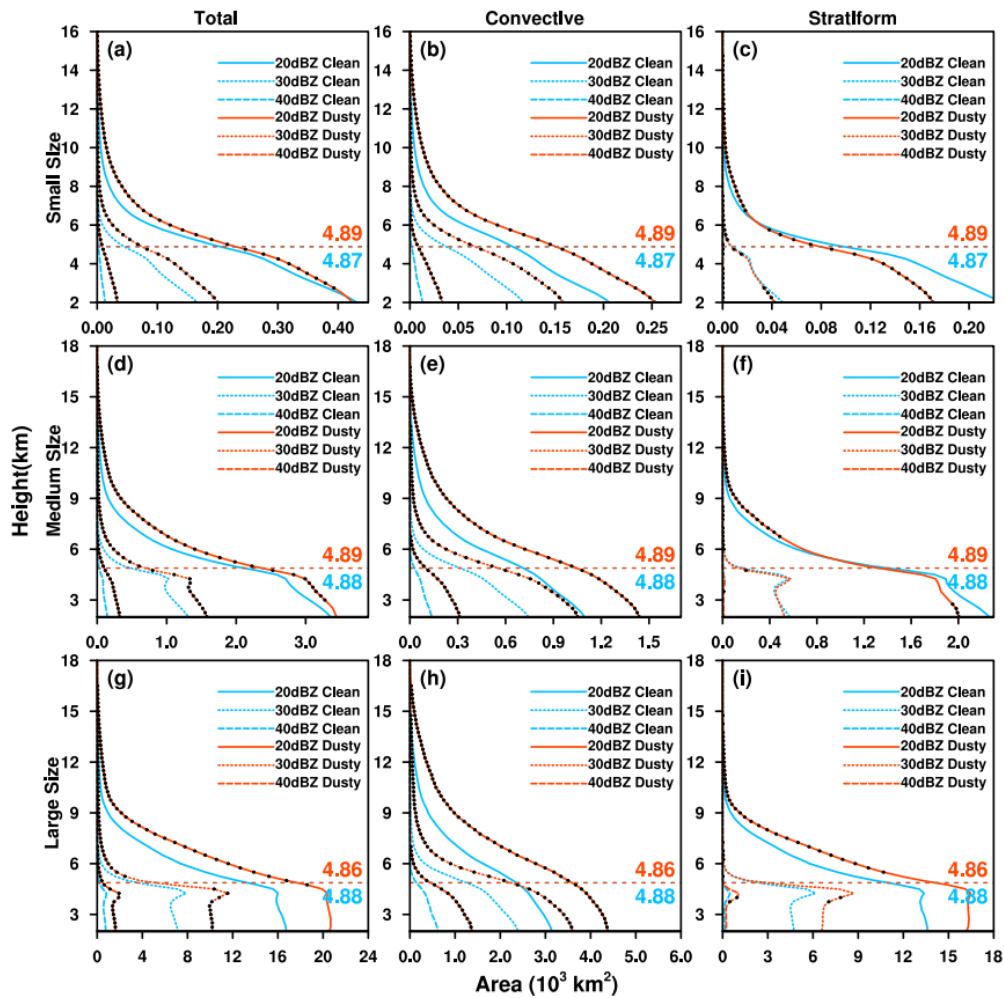 Total Convective Stratiform
Height(km)
Small Size
(a)
16
14
12
10
8
6
4
2
20dBZ Clean
30dBZ Clean
40dBZ Clean
20dBZ Dusty
30dBZ Dusty
40dBZ Dusty
4.89
4.87
0.00 0.10 0.20 0.30 0.40
(b)
20dBZ Clean
30dBZ Clean
40dBZ Clean
20dBZ Dusty
30dBZ Dusty
40dBZ Dusty
4.89
4.87
0.00 0.05 0.10 0.15 0.20 0.25
(c)
20dBZ Clean
30dBZ Clean
40dBZ Clean
20dBZ Dusty
30dBZ Dusty
40dBZ Dusty
4.89
4.87
0.00 0.04 0.08 0.12 0.16 0.20
Medium Size
(d)
18
15
12
9
6
3
20dBZ Clean
30dBZ Clean
40dBZ Clean
20dBZ Dusty
30dBZ Dusty
40dBZ Dusty
4.89
4.88
0.0 1.0 2.0 3.0
(e)
20dBZ Clean
30dBZ Clean
40dBZ Clean
20dBZ Dusty
30dBZ Dusty
40dBZ Dusty
4.89
4.88
0.0 0.3 0.6 0.9 1.2 1.5
(f)
20dBZ Clean
30dBZ Clean
40dBZ Clean
20dBZ Dusty
30dBZ Dusty
40dBZ Dusty
4.89
4.88
0.0 0.4 0.8 1.2 1.6 2.0
Large Size
(g)
18
15
12
9
6
3
20dBZ Clean
30dBZ Clean
40dBZ Clean
20dBZ Dusty
30dBZ Dusty
40dBZ Dusty
4.86
4.88
0 4 8 12 16 20 24
(h)
20dBZ Clean
30dBZ Clean
40dBZ Clean
20dBZ Dusty
30dBZ Dusty
40dBZ Dusty
4.86
4.88
0.0 1.0 2.0 3.0 4.0 5.0 6.0
(i)
20dBZ Clean
30dBZ Clean
40dBZ Clean
20dBZ Dusty
30dBZ Dusty
40dBZ Dusty
4.86
4.88
0 3 6 9 12 15 18
Area (10³ km²)